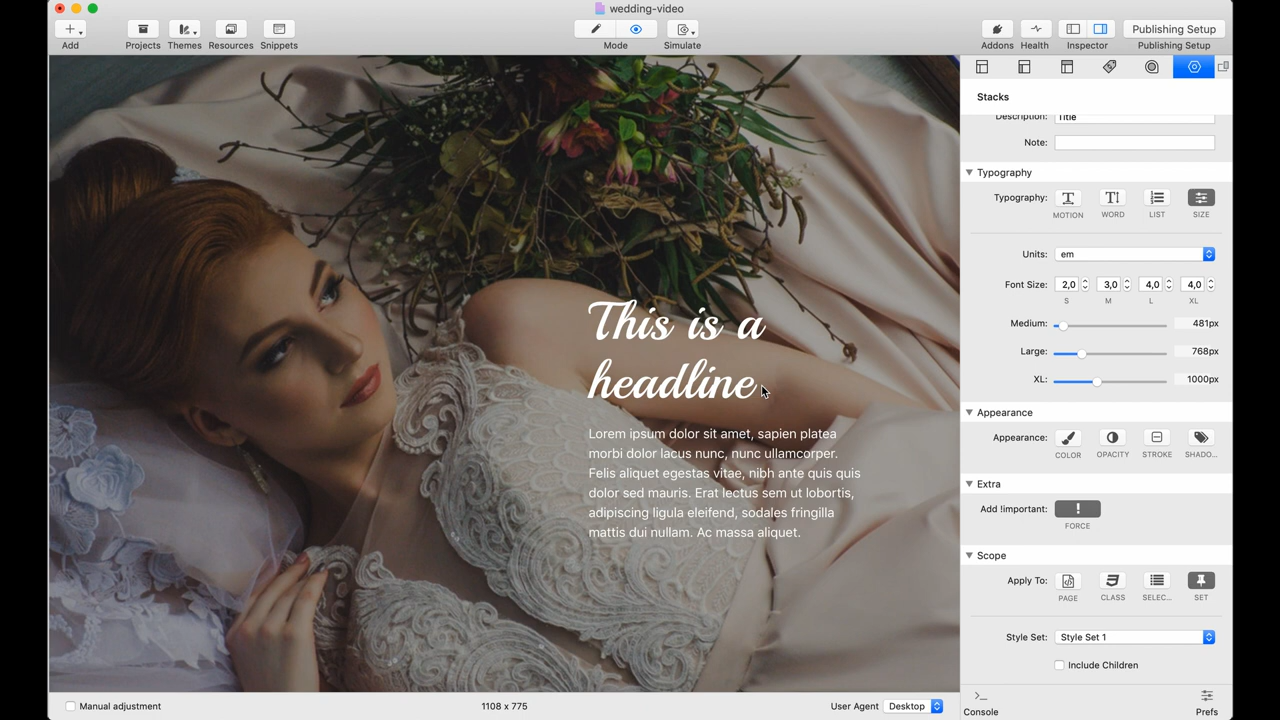 wedding-video
Add
Projects
Themes
Resources
Snippets
Mode
Simulate
Addons
Health
Inspector
Publishing Setup
Publishing Setup
Stacks
Description: Title
Note:
Typography
Typography:
MOTION WORD LIST SIZE
Units: em
Font Size: 2,0 3,0 4,0 4,0
S M L XL
Medium: 481px
Large: 768px
XL: 1000px
Appearance
Appearance:
COLOR OPACITY STROKE SHADO...
Extra
Add !important: !
FORCE
Scope
Apply To:
PAGE CLASS SELEC... SET
Style Set: Style Set 1
Include Children
Console
Prefs
This is a
headline
Lorem ipsum dolor sit amet, sapien platea
morbi dolor lacus nunc, nunc ullamcorper.
Felis aliquet egestas vitae, nibh ante quis quis
dolor sed mauris. Erat lectus sem ut lobortis,
adipiscing ligula eleifend, sodales fringilla
mattis dui nullam. Ac massa aliquet.
Manual adjustment
1108 x 775
User Agent Desktop